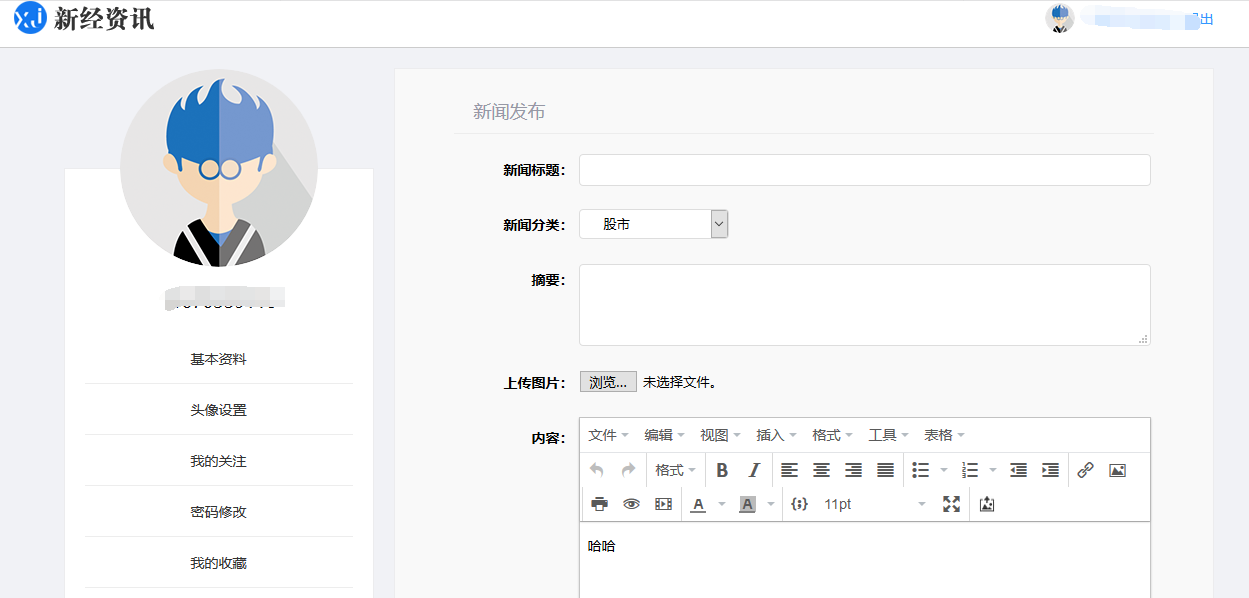 新经资讯
出
基本资料
头像设置
我的关注
密码修改
我的收藏
新闻发布
新闻标题：
新闻分类： 股市
摘要：
上传图片： 浏览... 未选择文件。
内容：
文件 编辑 视图 插入 格式 工具 表格
格式 B I
A A {;} 11pt
哈哈